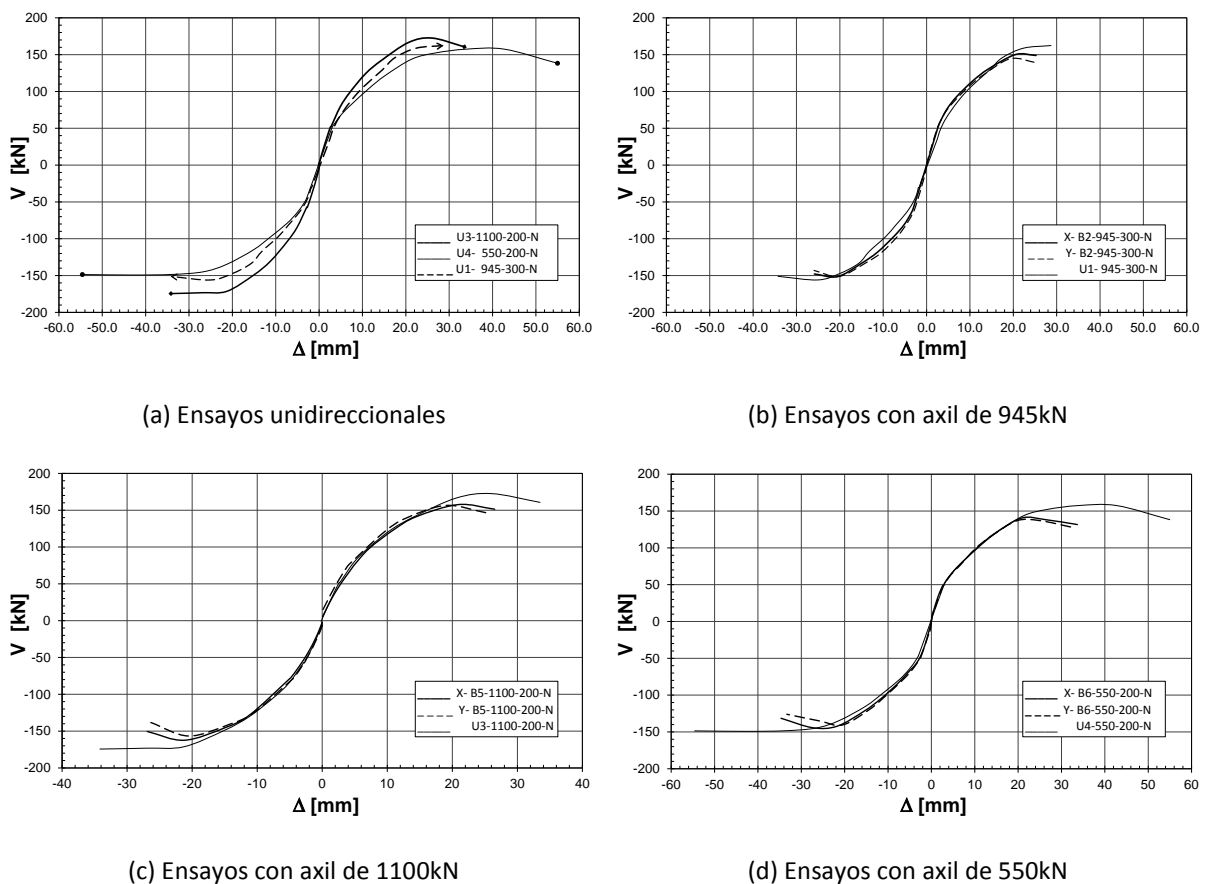 200
150
100
50
0
-50
-100
-150
-200
V [kN]
-60.0 -50.0 -40.0 -30.0 -20.0 -10.0 0.0 10.0 20.0 30.0 40.0 50.0 60.0
Δ [mm]
U3-1100-200-N
U4- 550-200-N
U1- 945-300-N
(a) Ensayos unidireccionales
200
150
100
50
0
-50
-100
-150
-200
V [kN]
-60.0 -50.0 -40.0 -30.0 -20.0 -10.0 0.0 10.0 20.0 30.0 40.0 50.0 60.0
Δ [mm]
X- B2-945-300-N
Y- B2-945-300-N
U1- 945-300-N
(b) Ensayos con axil de 945kN
200
150
100
50
0
-50
-100
-150
-200
V [kN]
-40 -30 -20 -10 0 10 20 30 40
Δ [mm]
X- B5-1100-200-N
Y- B5-1100-200-N
U3-1100-200-N
(c) Ensayos con axil de 1100kN
200
150
100
50
0
-50
-100
-150
-200
V [kN]
-60 -50 -40 -30 -20 -10 0 10 20 30 40 50 60
Δ [mm]
X- B6-550-200-N
Y- B6-550-200-N
U4-550-200-N
(d) Ensayos con axil de 550kN